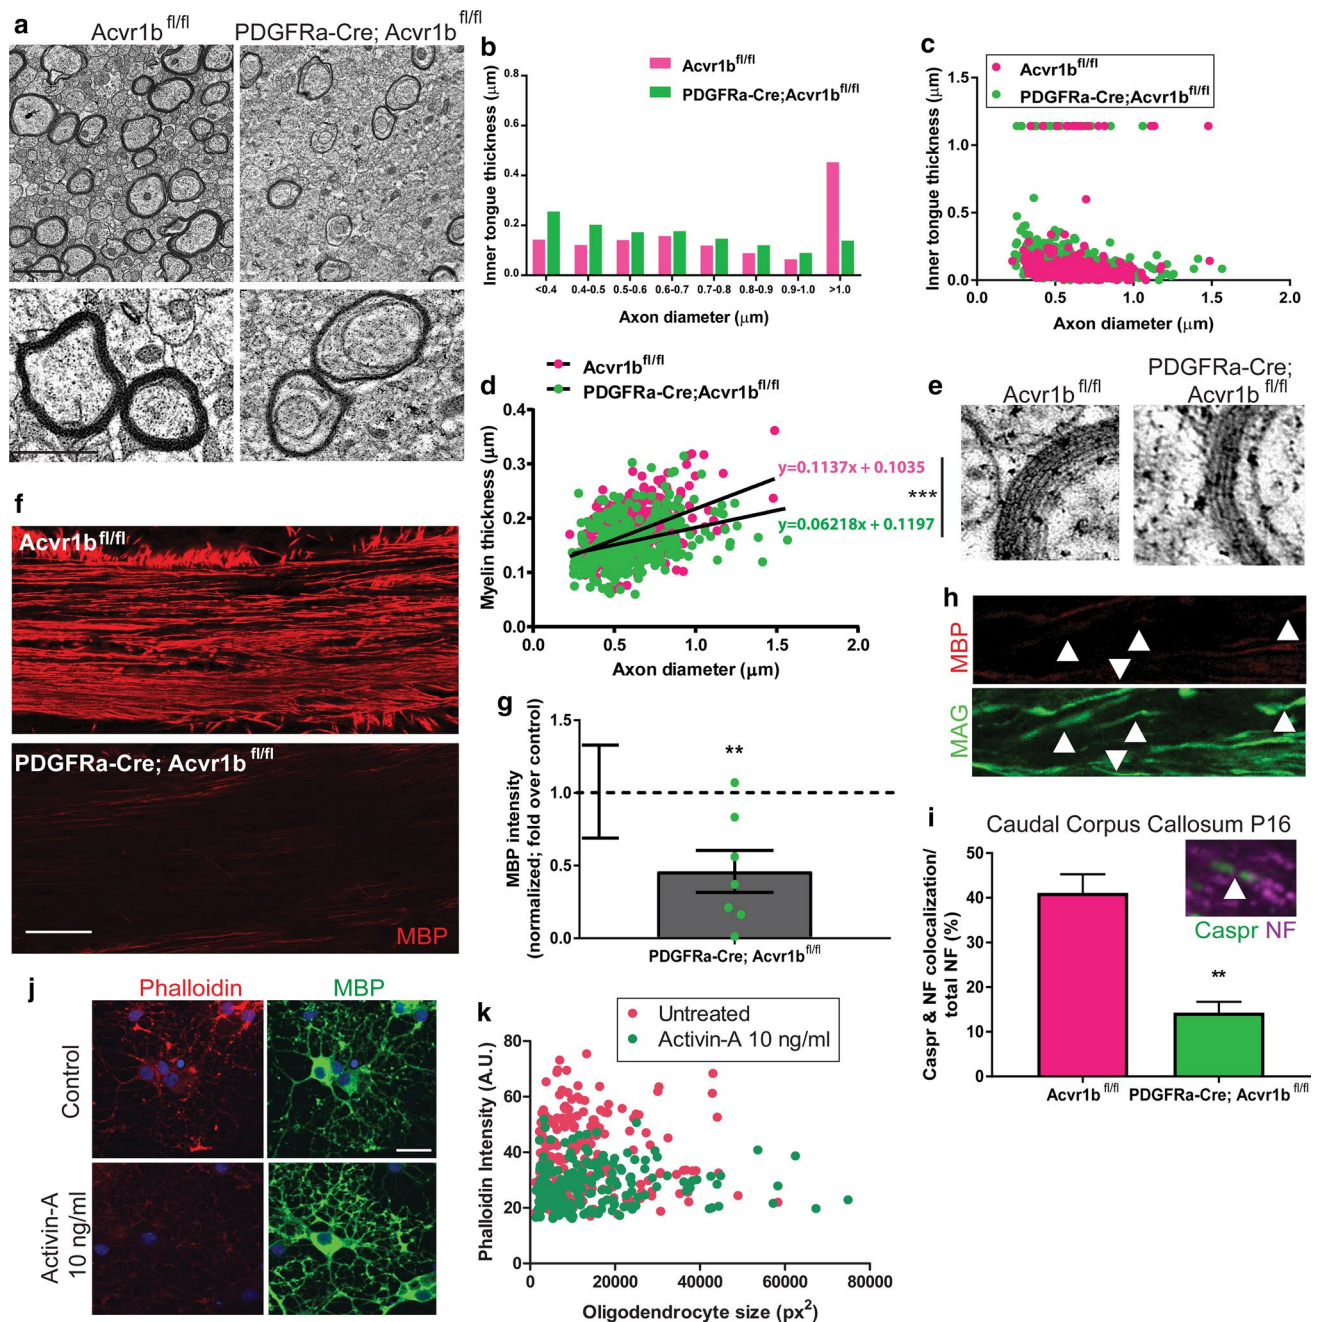 a
Acvr1b fl/fl
PDGFRa-Cre; Acvr1b fl/fl
b
Acvr1b fl/fl
PDGFRa-Cre;Acvr1b fl/fl
Inner tongue thickness (μm)
0.8
0.6
0.4
0.2
0.0
<0.4 0.4-0.5 0.5-0.6 0.6-0.7 0.7-0.8 0.8-0.9 0.9-1.0 >1.0
Axon diameter (μm)
c
Acvr1b fl/fl
PDGFRa-Cre;Acvr1b fl/fl
Inner tongue thickness (μm)
1.5
1.0
0.5
0.0
0.0 0.5 1.0 1.5 2.0
Axon diameter (μm)
d
Acvr1b fl/fl
PDGFRa-Cre;Acvr1b fl/fl
Myelin thickness (μm)
0.4
0.3
0.2
0.1
0.0
y=0.1137x + 0.1035
***
y=0.06218x + 0.1197
0.0 0.5 1.0 1.5 2.0
Axon diameter (μm)
e
Acvr1b fl/fl
PDGFRa-Cre;
Acvr1b fl/fl
f
Acvr1b fl/fl
PDGFRa-Cre; Acvr1b fl/fl
MBP
g
MBP intensity
(normalized; fold over control)
1.5
1.0
0.5
0.0
**
PDGFRa-Cre; Acvr1b fl/fl
h
MBP
MAG
i
Caudal Corpus Callosum P16
Caspr & NF colocalization/
total NF (%)
50
40
30
20
10
0
Caspr NF
**
Acvr1b fl/fl
PDGFRa-Cre; Acvr1b fl/fl
j
Phalloidin
MBP
Control
Activin-A
10 ng/ml
k
Untreated
Activin-A 10 ng/ml
Phalloidin Intensity (A.U.)
80
60
40
20
0
0 20000 40000 60000 80000
Oligodendrocyte size (px2)